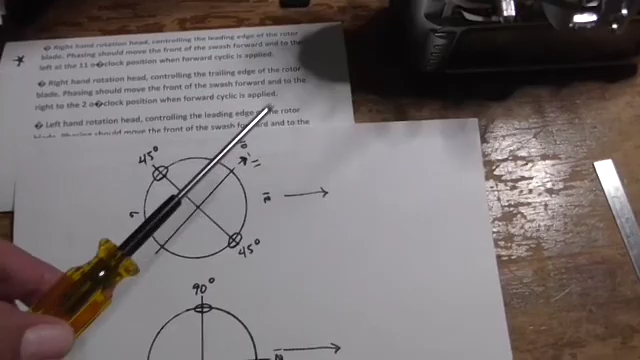 � Right hand rotation head, controlling the leading edge of the rotor
blade. Phasing should move the front of the swash forward and to the
left at the 11 o�clock position when forward cyclic is applied.
� Right hand rotation head, controlling the trailing edge of the rotor
blade. Phasing should move the front of the swash forward and to the
right to the 2 o�clock position when forward cyclic is applied.
� Left hand rotation head, controlling the leading edge of the rotor
blade. Phasing should move the front of the swash forward and to the
45°
45°
90°